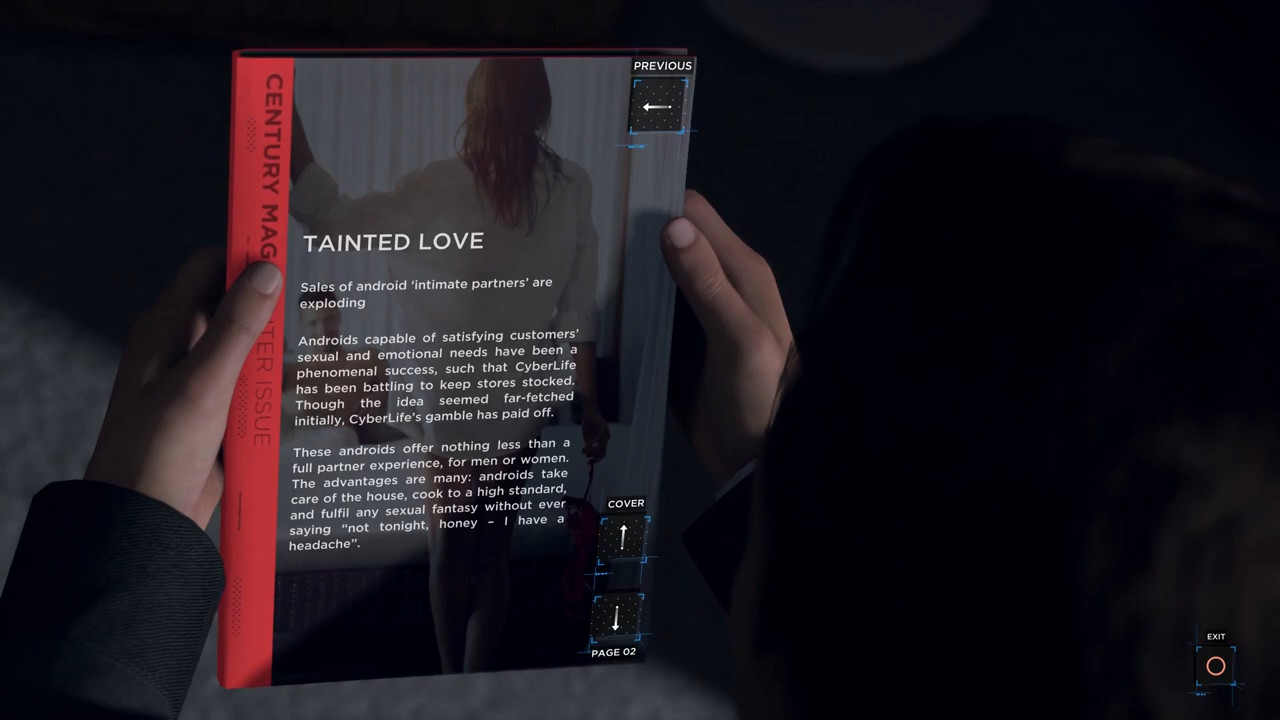 PREVIOUS
CENTURY MAG
TER ISSUE
TAINTED LOVE
Sales of android ‘intimate partners’ are
exploding
Androids capable of satisfying customers’
sexual and emotional needs have been a
phenomenal success, such that CyberLife
has been battling to keep stores stocked.
Though the idea seemed far-fetched
initially, CyberLife’s gamble has paid off.
These androids offer nothing less than a
full partner experience, for men or women.
The advantages are many: androids take
care of the house, cook to a high standard,
and fulfil any sexual fantasy without ever
saying “not tonight, honey – I have a
headache”.
COVER
PAGE 02
EXIT